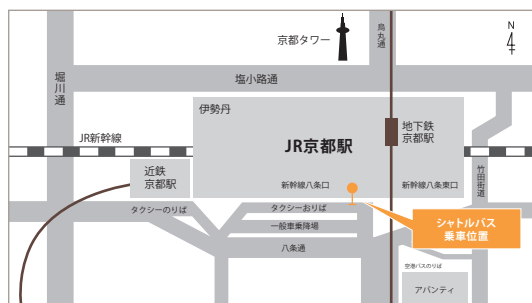 京都タワー
烏丸通
N
堀川通
塩小路通
伊勢丹
地下鉄
京都駅
JR新幹線
JR京都駅
近鉄
京都駅
新幹線八条口
新幹線八条東口
竹田街道
タクシーのりば
タクシーおりば
シャトルバス
乗車位置
一般車乗降場
八条通
空港バスのりば
アバンティ